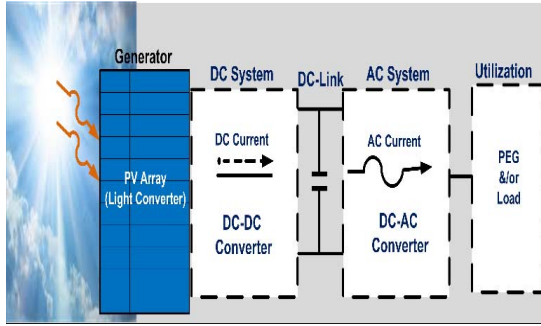 Generator
DC System
DC-Link
AC System
Utilization
PV Array
(Light Converter)
DC Current
DC-DC
Converter
AC Current
DC-AC
Converter
PEG
&/or
Load